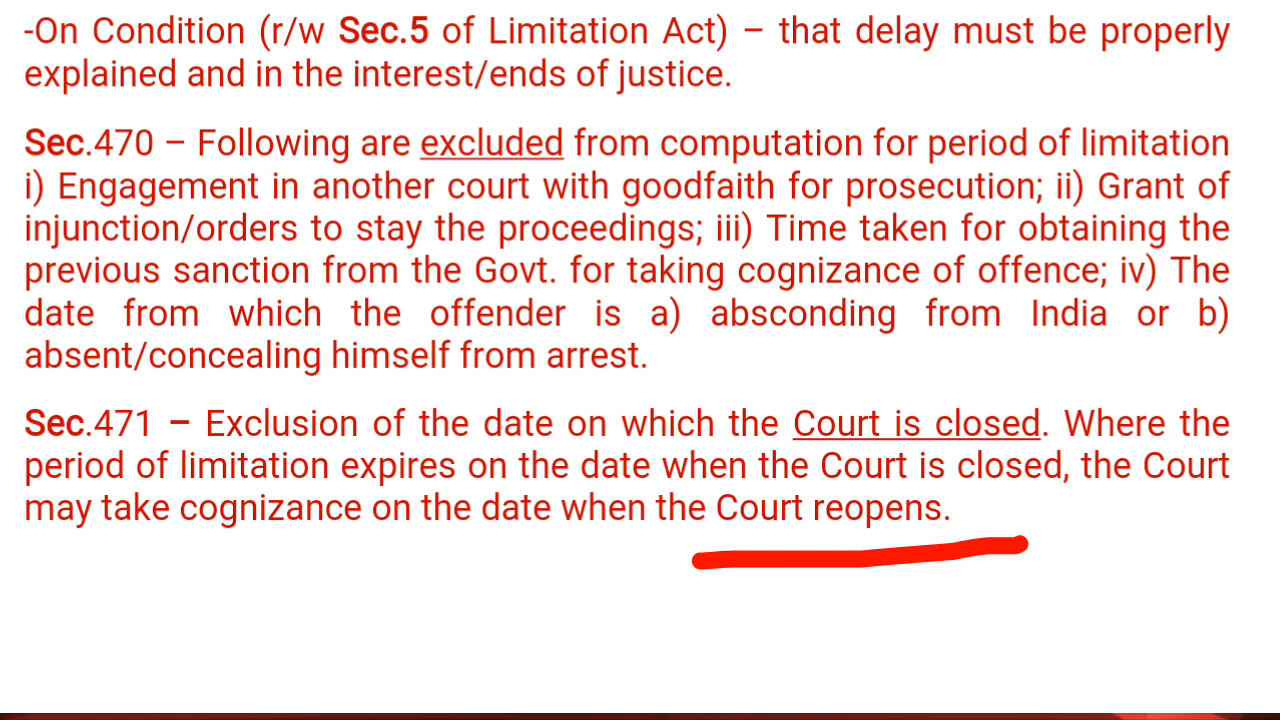 -On Condition (r/w Sec.5 of Limitation Act) – that delay must be properly
explained and in the interest/ends of justice.
Sec.470 – Following are excluded from computation for period of limitation
i) Engagement in another court with goodfaith for prosecution; ii) Grant of
injunction/orders to stay the proceedings; iii) Time taken for obtaining the
previous sanction from the Govt. for taking cognizance of offence; iv) The
date from which the offender is a) absconding from India or b)
absent/concealing himself from arrest.
Sec.471 – Exclusion of the date on which the Court is closed. Where the
period of limitation expires on the date when the Court is closed, the Court
may take cognizance on the date when the Court reopens.